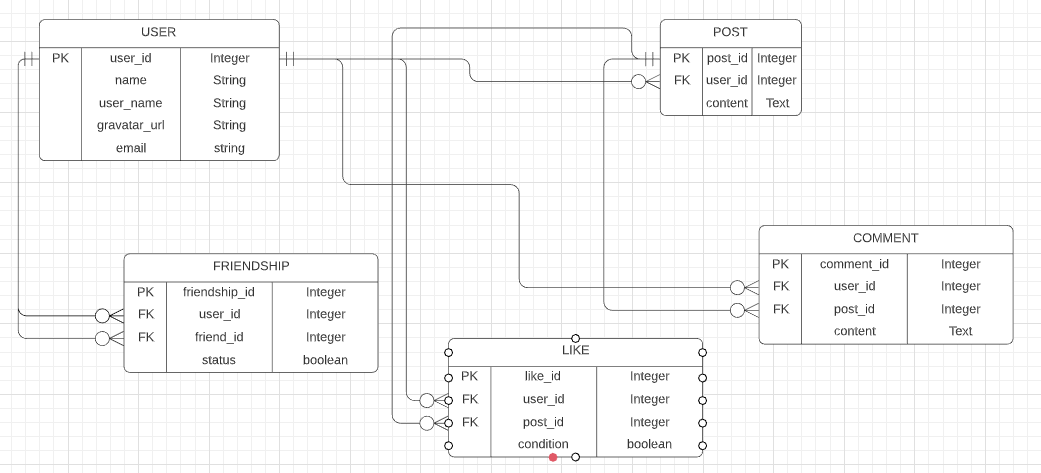 USER
PK user_id Integer
name String
user_name String
gravatar_url String
email string
POST
PK post_id Integer
FK user_id Integer
content Text
COMMENT
PK comment_id Integer
FK user_id Integer
FK post_id Integer
content Text
FRIENDSHIP
PK friendship_id Integer
FK user_id Integer
FK friend_id Integer
status boolean
LIKE
PK like_id Integer
FK user_id Integer
FK post_id Integer
condition boolean